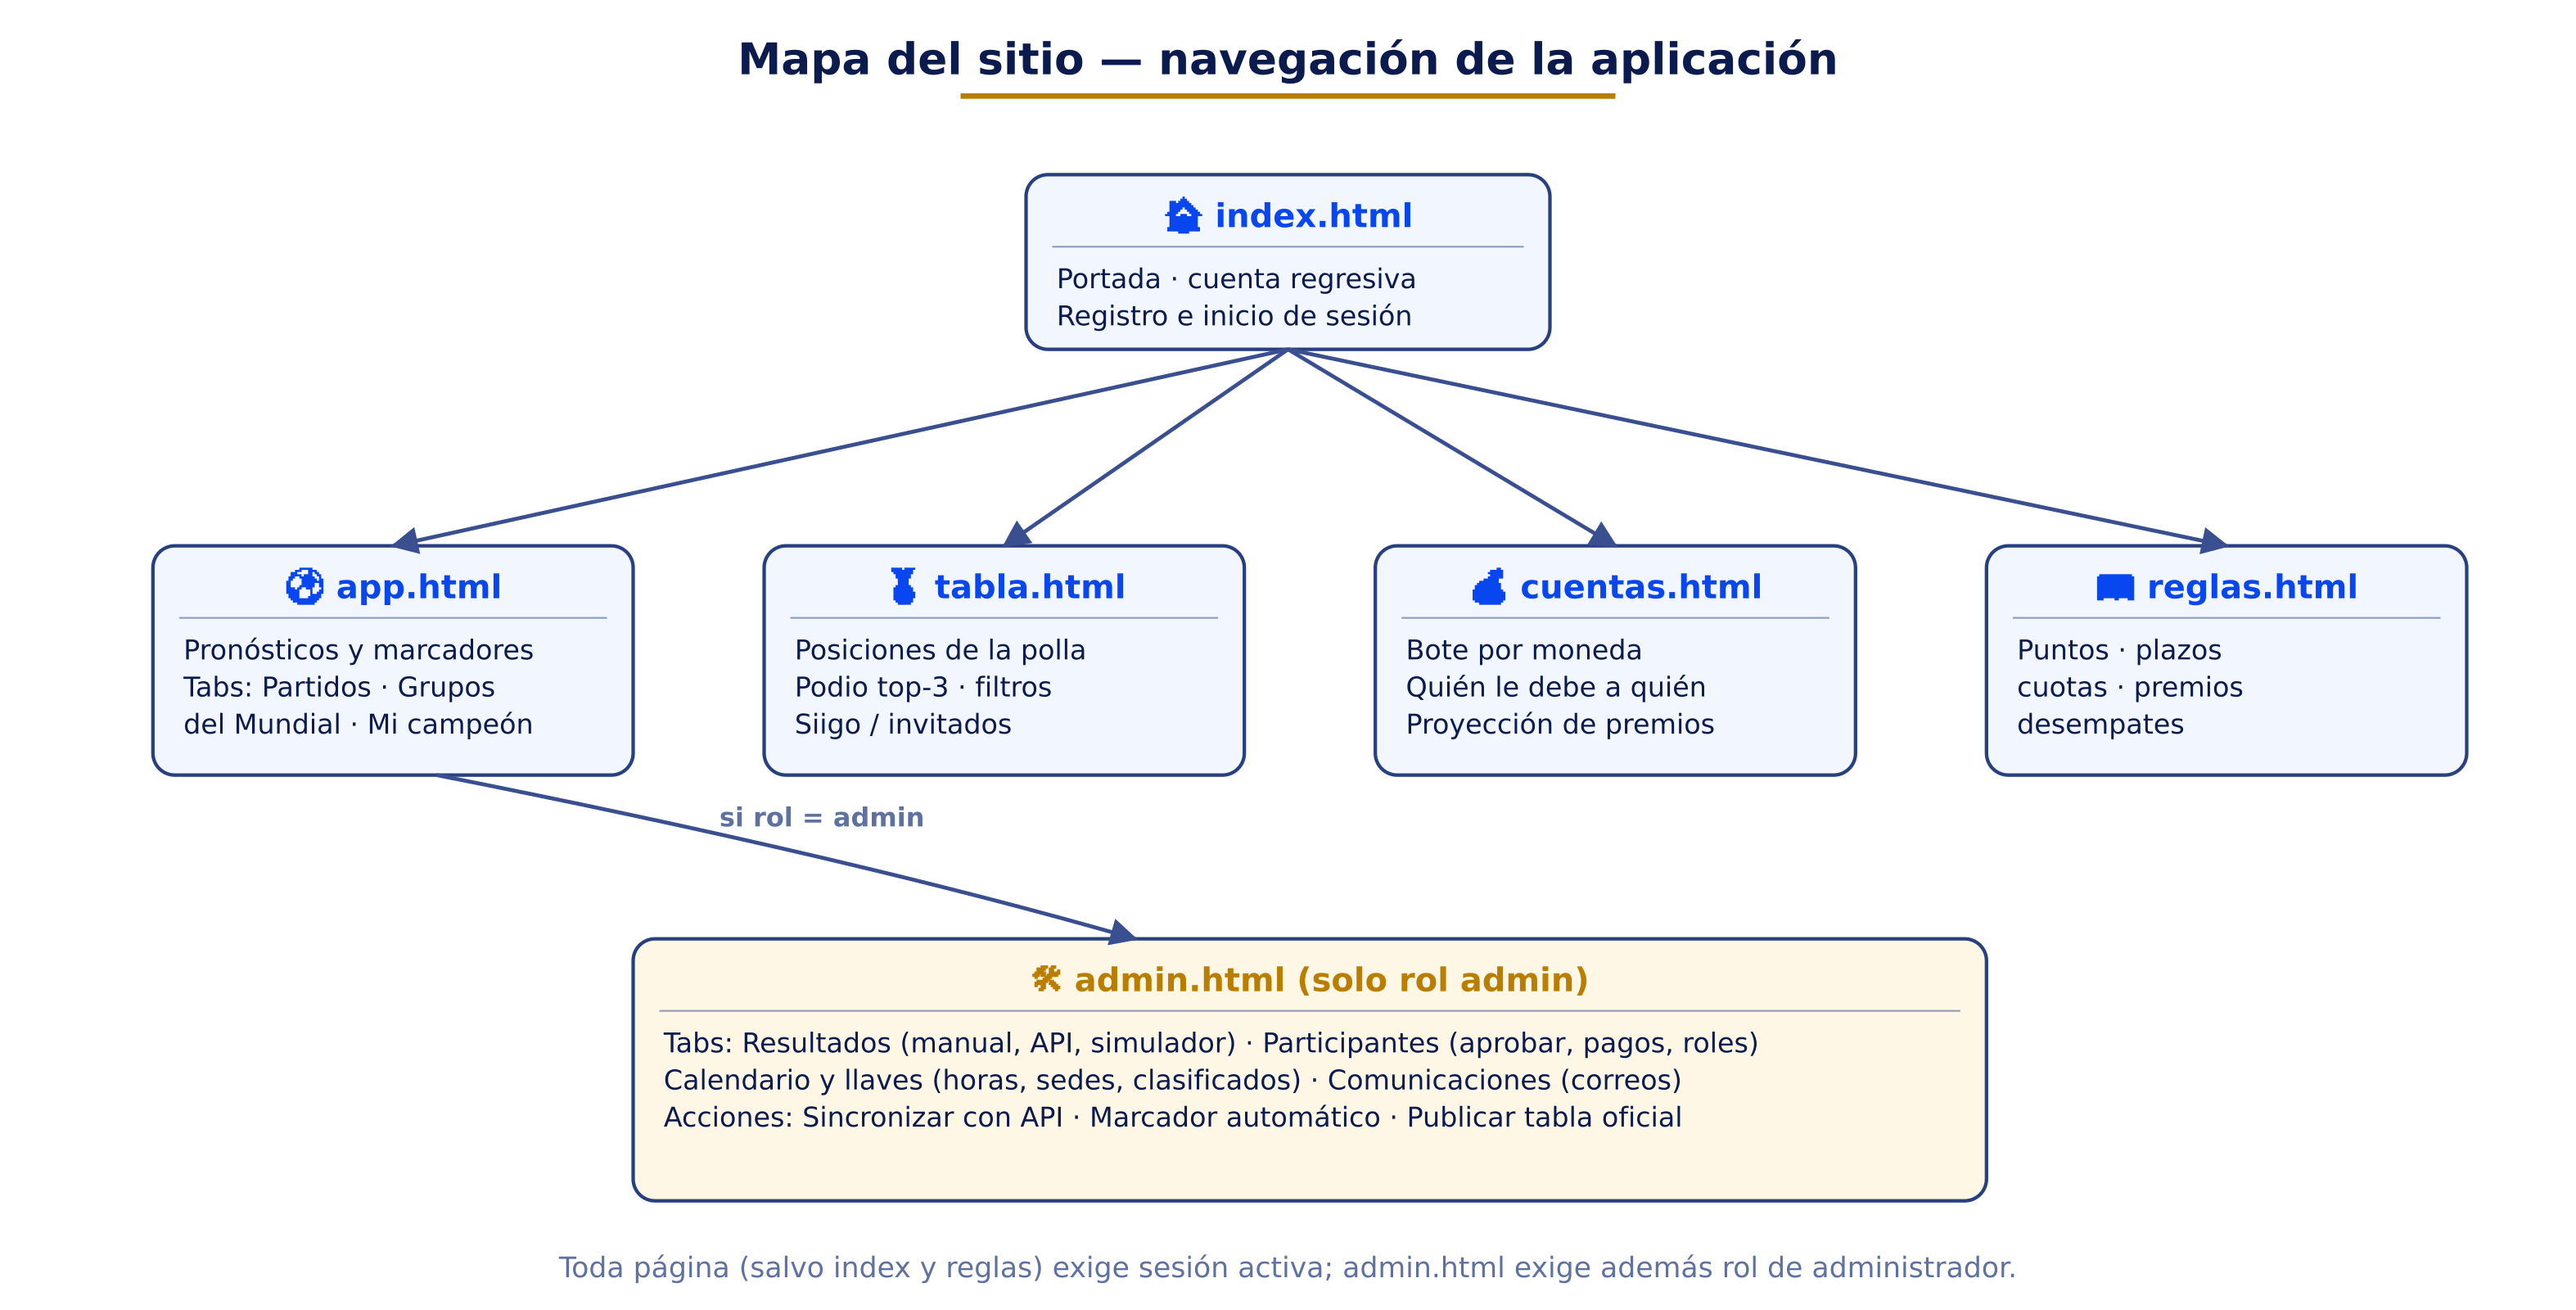 Mapa del sitio — navegación de la aplicación
🏠 index.html
Portada · cuenta regresiva
Registro e inicio de sesión
⚽ app.html
Pronósticos y marcadores
Tabs: Partidos · Grupos
del Mundial · Mi campeón
🏅 tabla.html
Posiciones de la polla
Podio top-3 · filtros
Siigo / invitados
💰 cuentas.html
Bote por moneda
Quién le debe a quién
Proyección de premios
📖 reglas.html
Puntos · plazos
cuotas · premios
desempates
si rol = admin
🛠 admin.html (solo rol admin)
Tabs: Resultados (manual, API, simulador) · Participantes (aprobar, pagos, roles)
Calendario y llaves (horas, sedes, clasificados) · Comunicaciones (correos)
Acciones: Sincronizar con API · Marcador automático · Publicar tabla oficial
Toda página (salvo index y reglas) exige sesión activa; admin.html exige además rol de administrador.